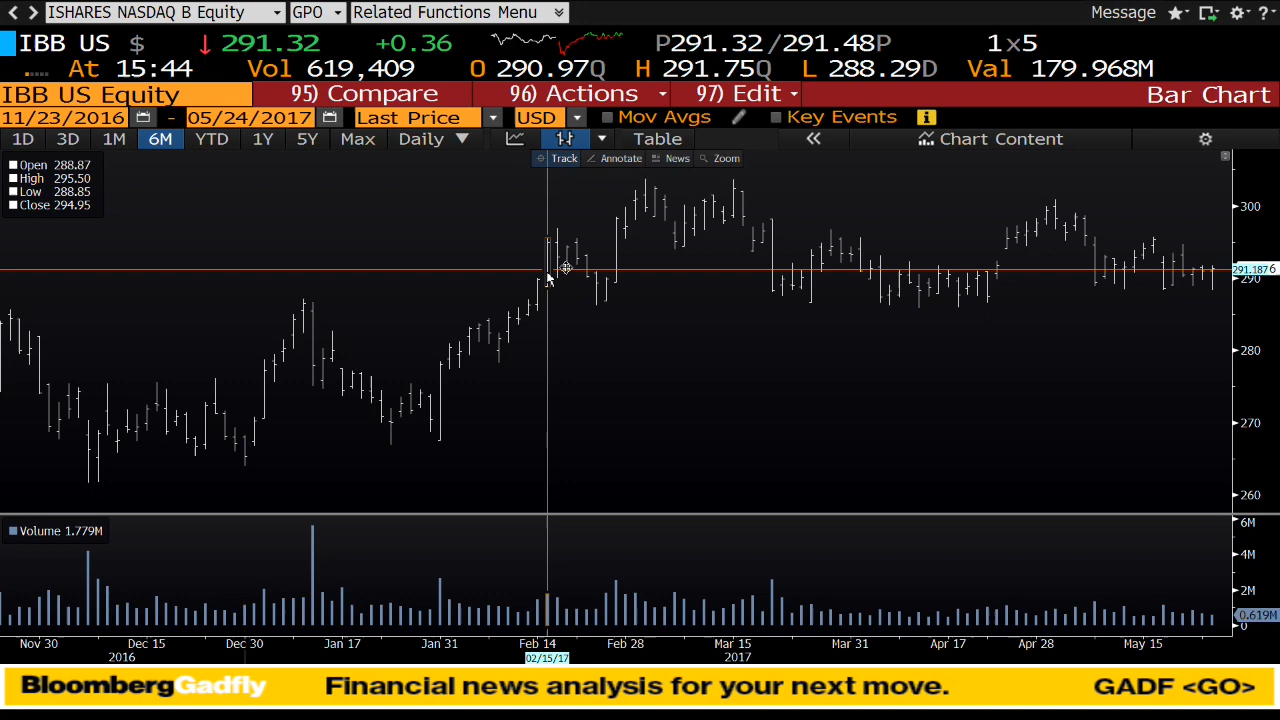 ISHARES NASDAQ B Equity GPO Related Functions Menu Message ?
IBB US $ ↓ 291.32 +0.36 P291.32/291.48P 1x5
At 15:44 Vol 619,409 O 290.97Q H 291.75Q L 288.29D Val 179.968M
IBB US Equity 95) Compare 96) Actions 97) Edit Bar Chart
11/23/2016 - 05/24/2017 Last Price USD Mov Avgs Key Events i
1D 3D 1M 6M YTD 1Y 5Y Max Daily Table « Chart Content
Track Annotate News Zoom
Open 288.87
High 295.50
Low 288.85
Close 294.95
300
291.1876
290
280
270
260
Volume 1.779M
6M
4M
2M
0.619M
0
Nov 30 Dec 15 Dec 30 Jan 17 Jan 31 Feb 14 Feb 28 Mar 15 Mar 31 Apr 17 Apr 28 May 15
2016 02/15/17 2017
BloombergGadfly Financial news analysis for your next move. GADF <GO>